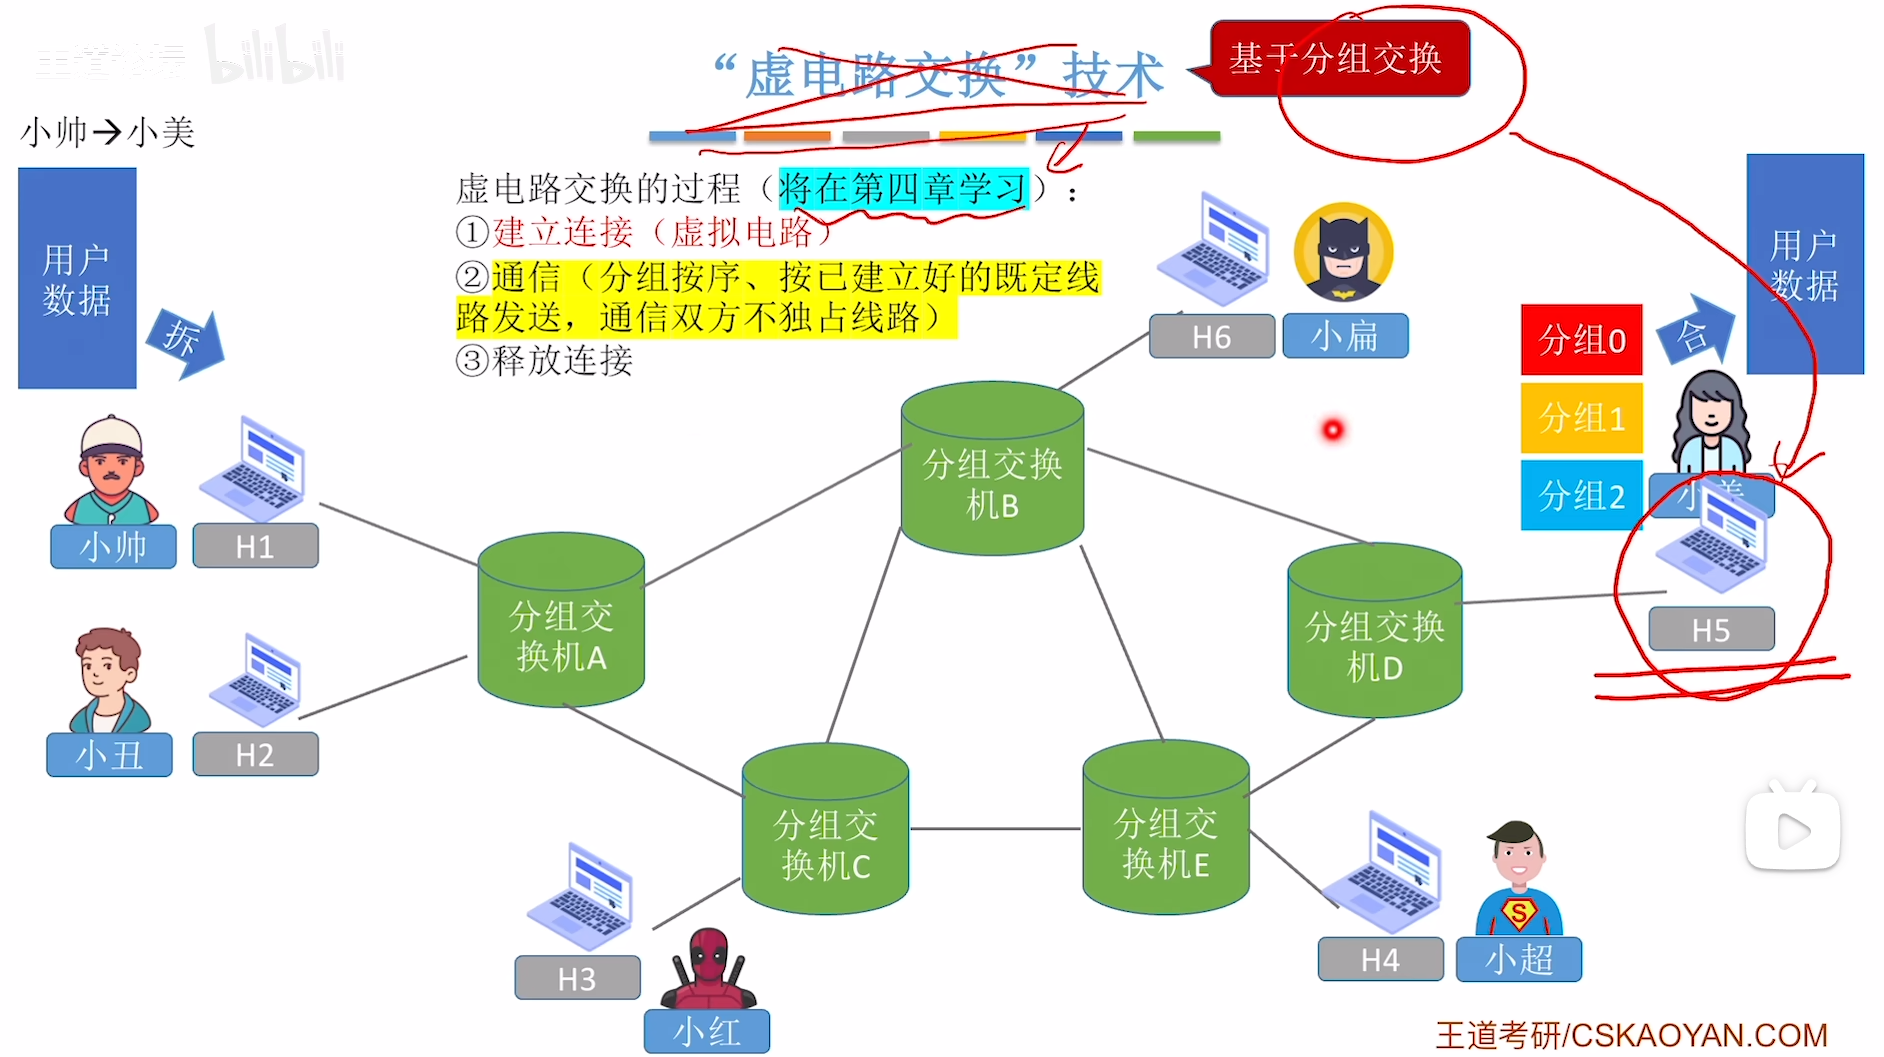 王道论坛 bilibili
“虚电路交换”技术
基于分组交换
小帅→小美
用户
数据
拆
虚电路交换的过程（将在第四章学习）：
①建立连接（虚拟电路）
②通信（分组按序、按已建立好的既定线
路发送，通信双方不独占线路）
③释放连接
H6
小扁
分组0
分组1
分组2
合
用户
数据
小美
H5
小帅
H1
小丑
H2
分组交
换机A
分组交换
机B
分组交
换机C
分组交换
机D
分组交
换机E
H3
小红
H4
小超
S
王道考研/CSKAOYAN.COM